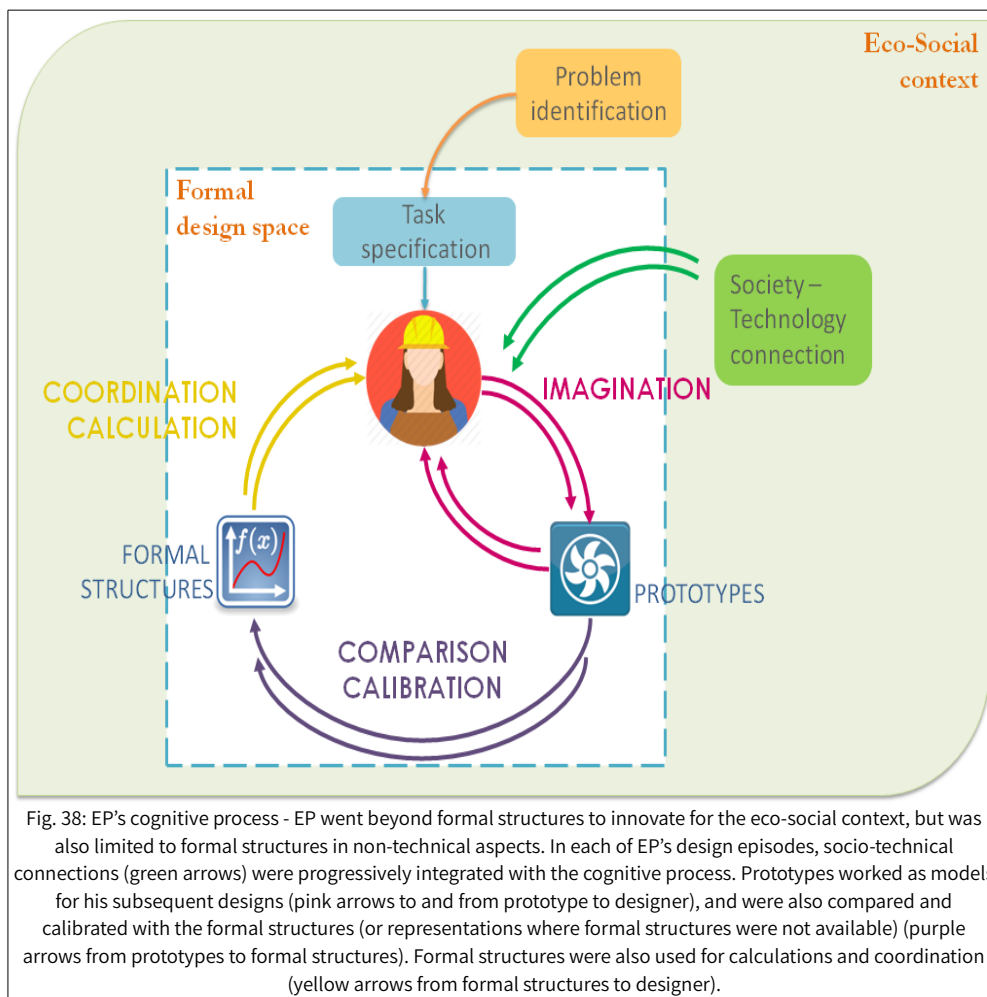 Eco-Social
context
Problem
identification
Formal
design space
Task
specification
Society –
Technology
connection
COORDINATION
CALCULATION
IMAGINATION
f(x)
FORMAL
STRUCTURES
PROTOTYPES
COMPARISON
CALIBRATION
Fig. 38: EP’s cognitive process - EP went beyond formal structures to innovate for the eco-social context, but was
also limited to formal structures in non-technical aspects. In each of EP’s design episodes, socio-technical
connections (green arrows) were progressively integrated with the cognitive process. Prototypes worked as models
for his subsequent designs (pink arrows to and from prototype to designer), and were also compared and
calibrated with the formal structures (or representations where formal structures were not available) (purple
arrows from prototypes to formal structures). Formal structures were also used for calculations and coordination
(yellow arrows from formal structures to designer).